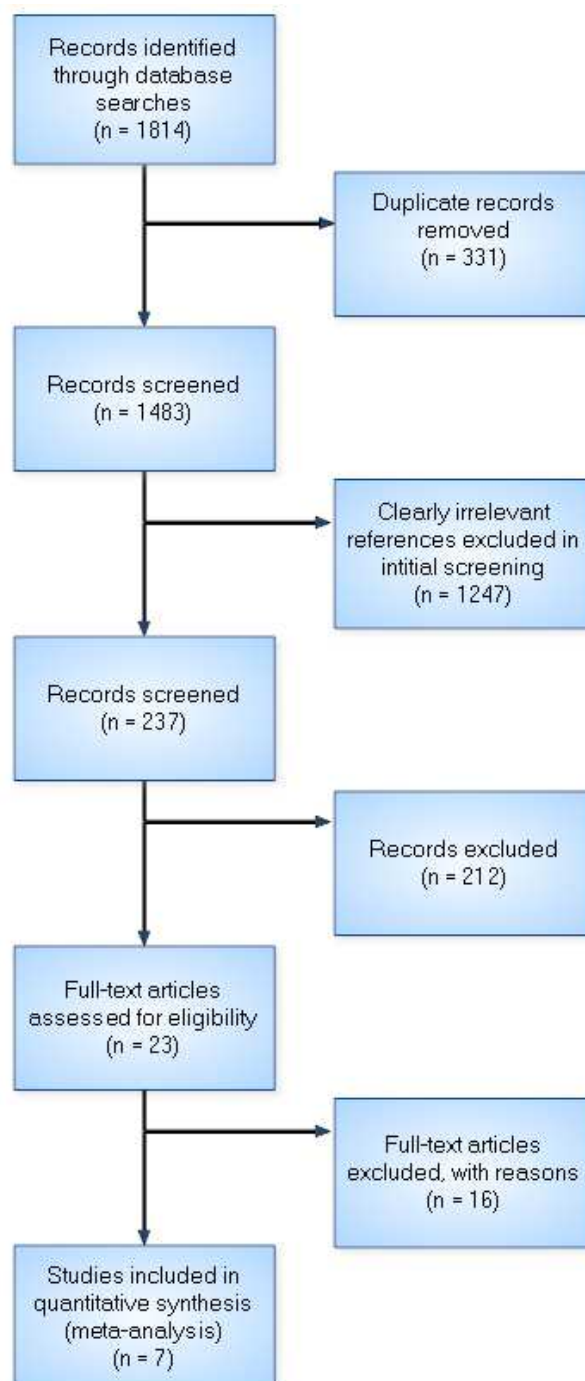 Records identified
through database
searches
(n = 1814)
Duplicate records
removed
(n = 331)
Records screened
(n = 1483)
Clearly irrelevant
references excluded in
intitial screening
(n = 1247)
Records screened
(n = 237)
Records excluded
(n = 212)
Full-text articles
assessed for eligibility
(n = 23)
Full-text articles
excluded, with reasons
(n = 16)
Studies included in
quantitative synthesis
(meta-analysis)
(n = 7)